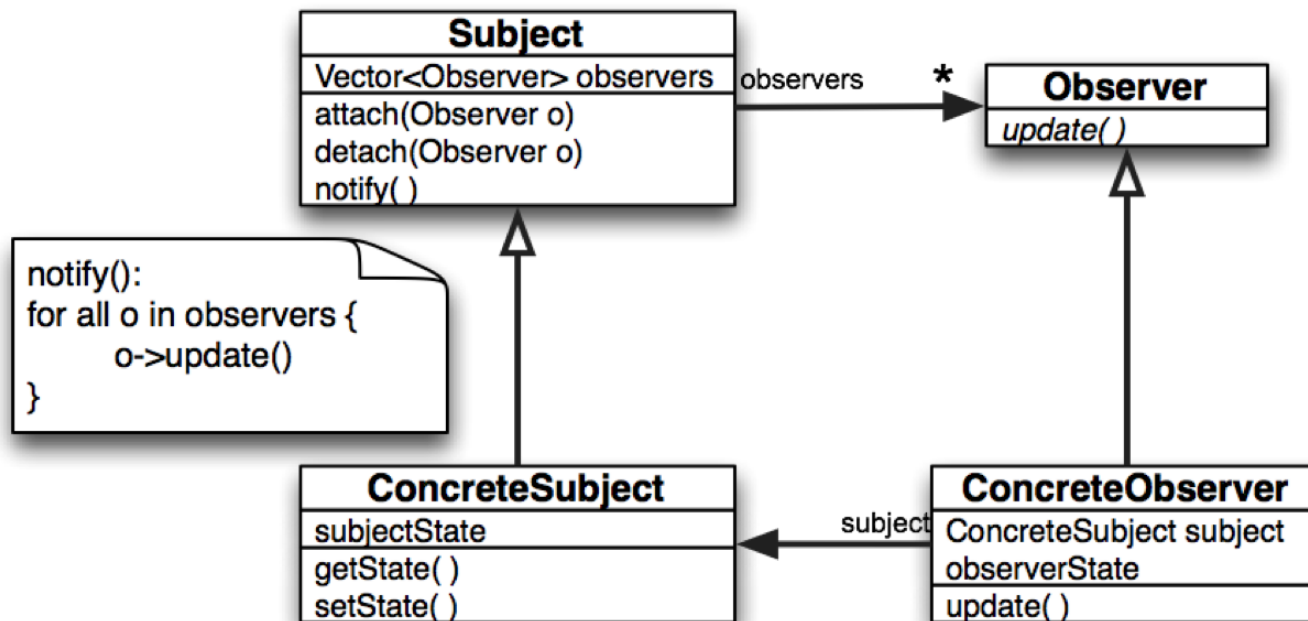 Subject
Vector<Observer> observers
attach(Observer o)
detach(Observer o)
notify( )
observers
*
Observer
update( )
notify():
for all o in observers {
o->update()
}
ConcreteSubject
subjectState
getState( )
setState( )
subject
ConcreteObserver
ConcreteSubject subject
observerState
update( )